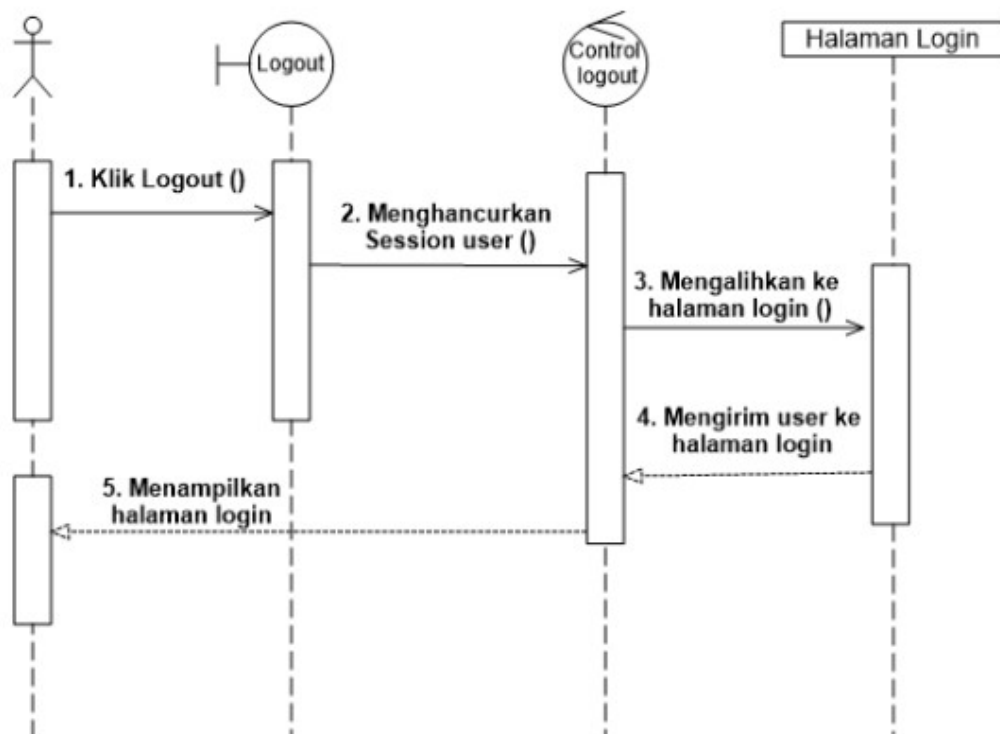 Logout
Control
logout
Halaman Login
1. Klik Logout ()
2. Menghancurkan
Session user ()
3. Mengalihkan ke
halaman login ()
4. Mengirim user ke
halaman login
5. Menampilkan
halaman login